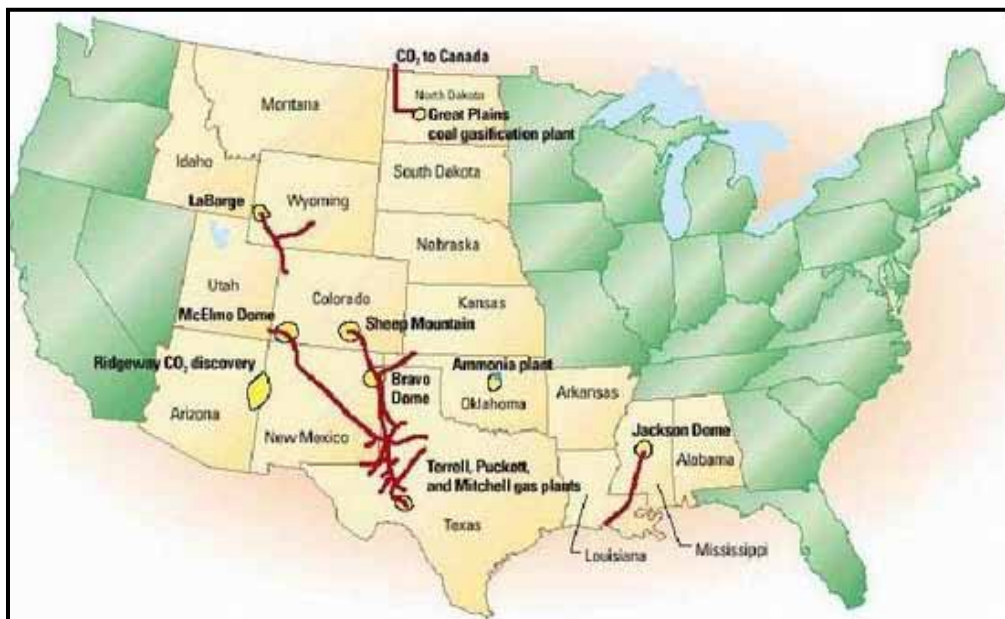 CO₂ to Canada
North Dakota
Great Plains
coal gasification plant
Montana
Idaho
South Dakota
LaBarge
Wyoming
Nebraska
Utah
Colorado
Kansas
McElmo Dome
Sheep Mountain
Ridgeway CO₂ discovery
Bravo
Dome
Ammonia plant
Oklahoma
Arkansas
Arizona
New Mexico
Jackson Dome
Alabama
Terrell, Puckett,
and Mitchell gas plants
Texas
Louisiana
Mississippi